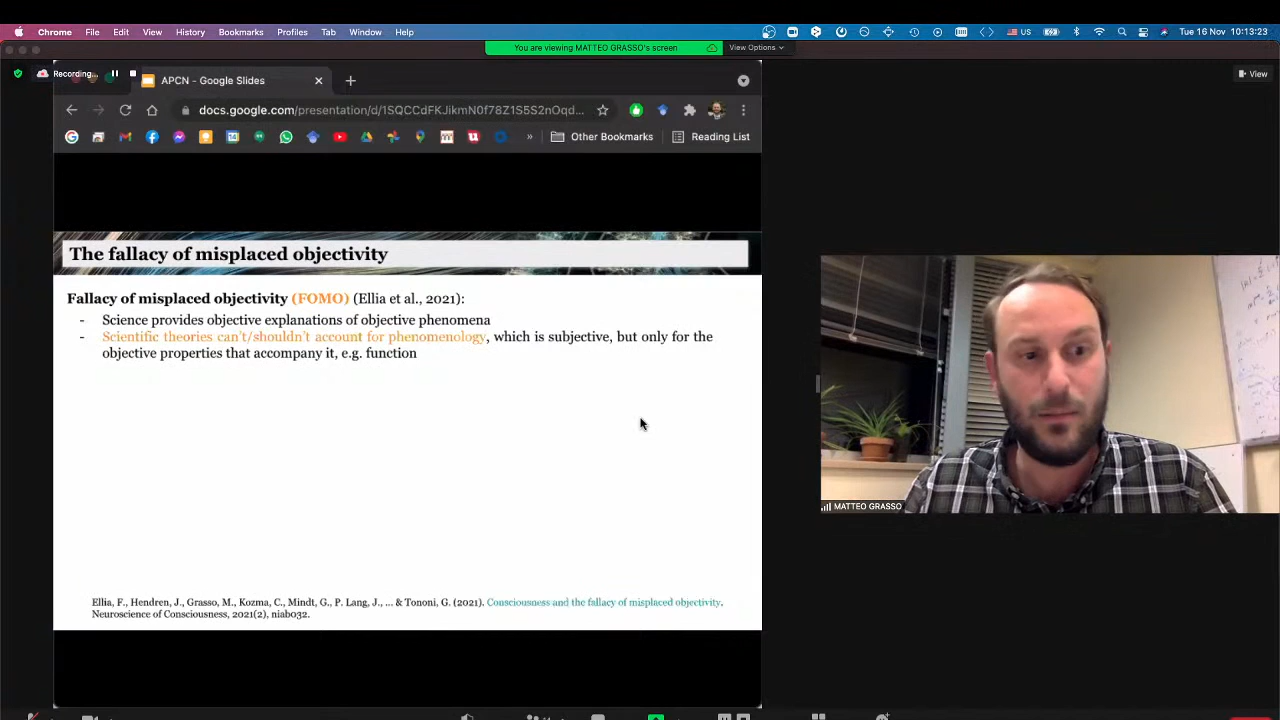 Chrome File Edit View History Bookmarks Profiles Tab Window Help US Tue 16 Nov 10:13:23
You are viewing MATTEO GRASSO's screen View Options
Recording... View
APCN - Google Slides
docs.google.com/presentation/d/1SQCCdFKJikmN0f78Z1S5S2nOqd...
Other Bookmarks Reading List
The fallacy of misplaced objectivity
Fallacy of misplaced objectivity (FOMO) (Ellia et al., 2021):
- Science provides objective explanations of objective phenomena
- Scientific theories can't/shouldn't account for phenomenology, which is subjective, but only for the
objective properties that accompany it, e.g. function
MATTEO GRASSO
Ellia, F., Hendren, J., Grasso, M., Kozma, C., Mindt, G., P. Lang, J., ... & Tononi, G. (2021). Consciousness and the fallacy of misplaced objectivity.
Neuroscience of Consciousness, 2021(2), niab032.